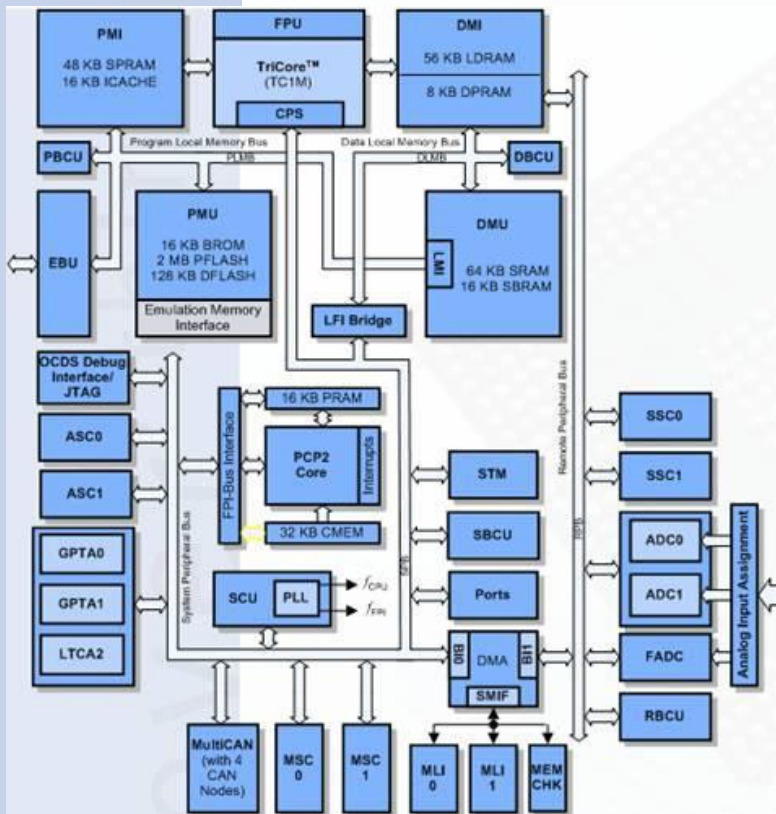 PMI
48 KB SPRAM
16 KB ICACHE
FPU
TriCore™
(TC1M)
CPS
DMI
56 KB LDRAM
8 KB DPRAM
PBCU
Program Local Memory Bus
PLMB
Data Local Memory Bus
DLMB
DBCU
EBU
PMU
16 KB BROM
2 MB PFLASH
128 KB DFLASH
Emulation Memory
Interface
DMU
LMI
64 KB SRAM
16 KB SBRAM
LFI Bridge
OCDS Debug
Interface/
JTAG
ASC0
ASC1
GPTA0
GPTA1
LTCA2
System Peripheral Bus
FPI-Bus Interface
16 KB PRAM
PCP2
Core
Interrupts
32 KB CMEM
SCU
PLL
fCPU
fFPI
SPB
STM
SBCU
Ports
BI0
DMA
BI1
SMIF
Remote Peripheral Bus
RPB
SSC0
SSC1
ADC0
ADC1
FADC
RBCU
Analog Input Assignment
MultiCAN
(with 4
CAN
Nodes)
MSC
0
MSC
1
MLI
0
MLI
1
MEM
CHK